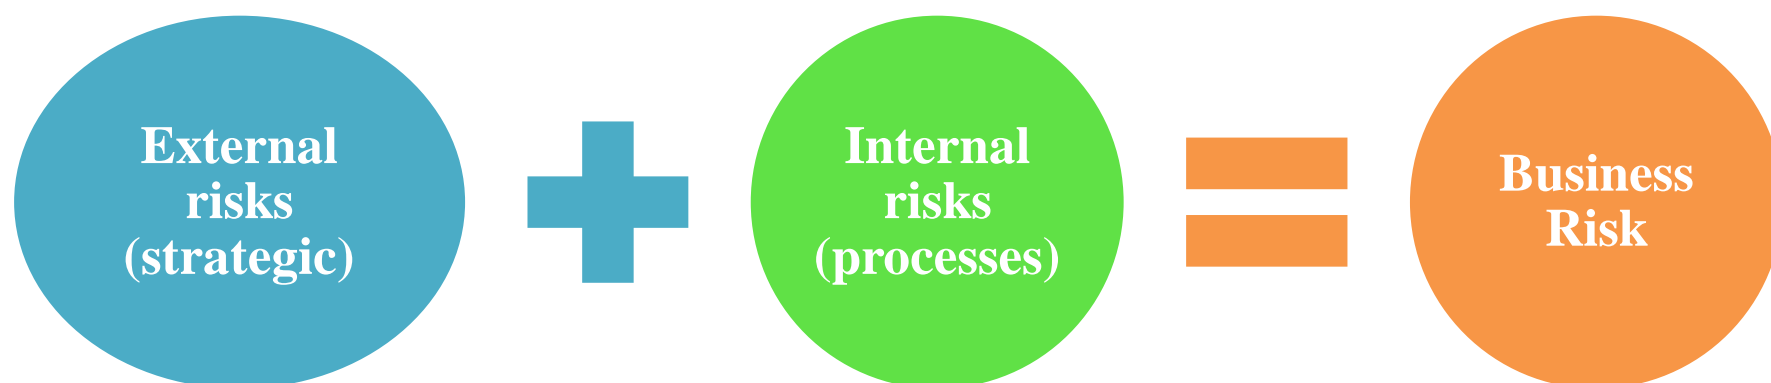 External
risks
(strategic)
Internal
risks
(processes)
Business
Risk